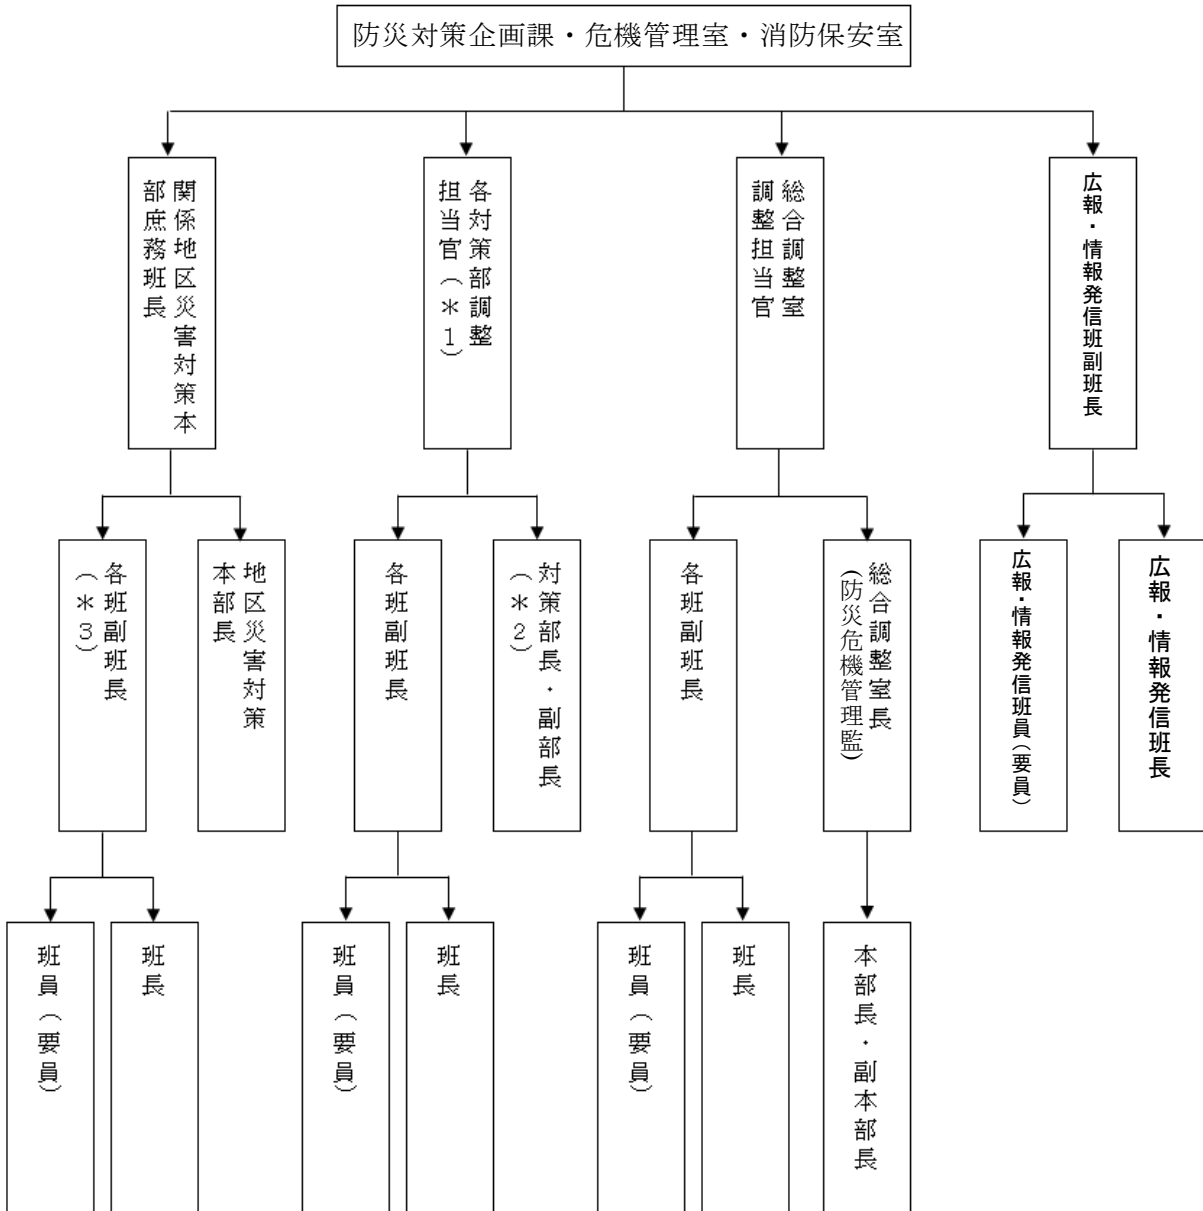 防災対策企画課・危機管理室・消防保安室
関係地区災害対策本
部庶務班長
各対策部調整
担当官(＊1)
総合調整室
調整担当官
広報・情報発信班副班長
各班副班長
(＊3)
地区災害対策
本部長
各班副班長
対策部長・副部長
(＊2)
各班副班長
総合調整室長
(防災危機管理監)
広報・情報発信班員(要員)
広報・情報発信班長
班員(要員)
班長
班員(要員)
班長
班員(要員)
班長
本部長・副本部長